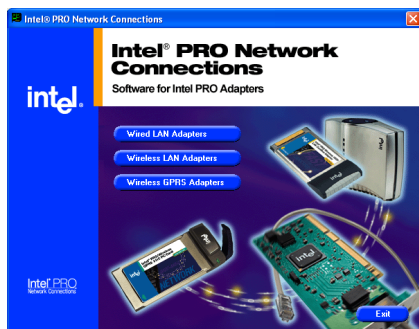 Intel® PRO Network Connections
Intel® PRO Network
Connections
Software for Intel PRO Adapters
intel®
Wired LAN Adapters
Wireless LAN Adapters
Wireless GPRS Adapters
intel
Intel® PRO
Network Connections
Exit